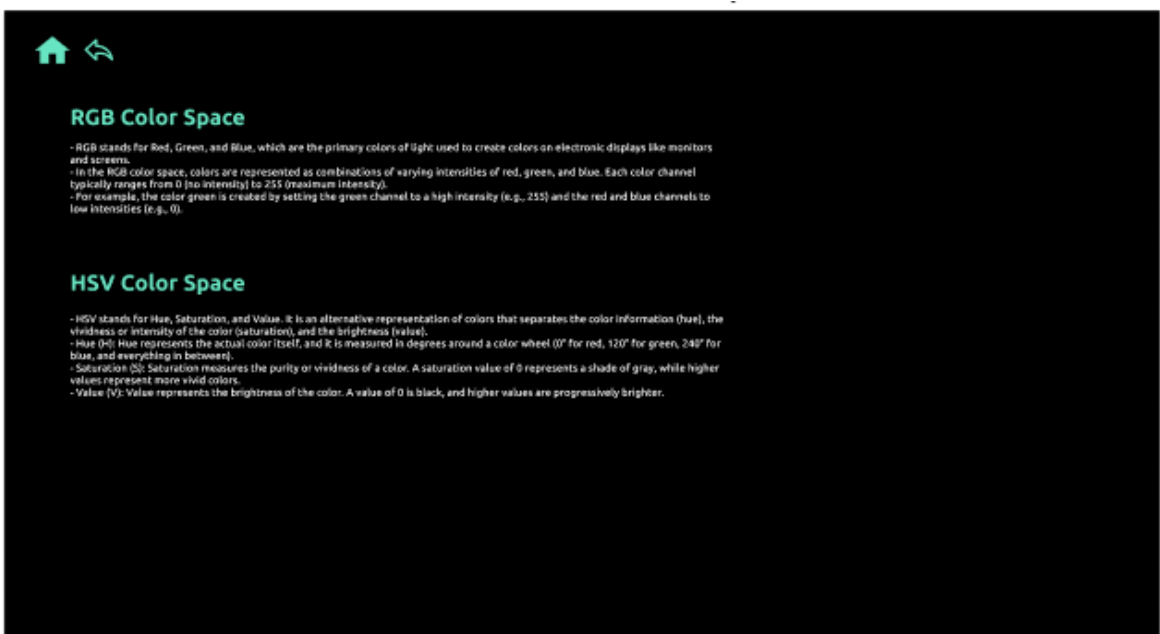 RGB Color Space
- RGB stands for Red, Green, and Blue, which are the primary colors of light used to create colors on electronic displays like monitors
and screens.
- In the RGB color space, colors are represented as combinations of varying intensities of red, green, and blue. Each color channel
typically ranges from 0 (no intensity) to 255 (maximum intensity).
- For example, the color green is created by setting the green channel to a high intensity (e.g., 255) and the red and blue channels to
low intensities (e.g., 0).
HSV Color Space
- HSV stands for Hue, Saturation, and Value. It is an alternative representation of colors that separates the color information (hue), the
vividness or intensity of the color (saturation), and the brightness (value).
- Hue (H): Hue represents the actual color itself, and it is measured in degrees around a color wheel (0° for red, 120° for green, 240° for
blue, and everything in between).
- Saturation (S): Saturation measures the purity or vividness of a color. A saturation value of 0 represents a shade of gray, while higher
values represent more vivid colors.
- Value (V): Value represents the brightness of the color. A value of 0 is black, and higher values are progressively brighter.